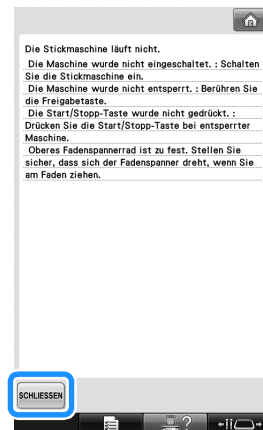 Die Stickmaschine läuft nicht.
Die Maschine wurde nicht eingeschaltet. : Schalten
Sie die Stickmaschine ein.
Die Maschine wurde nicht entsperrt. : Berühren Sie
die Freigabetaste.
Die Start/Stopp-Taste wurde nicht gedrückt. :
Drücken Sie die Start/Stopp-Taste bei entsperrter
Maschine.
Oberes Fadenspannerrad ist zu fest. Stellen Sie
sicher, dass sich der Fadenspanner dreht, wenn Sie
am Faden ziehen.
SCHLIESSEN
?